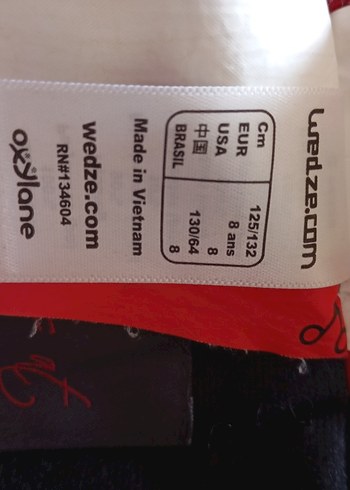 wedze.com
Cm 125/132
EUR 8 ans
USA 8
中国 130/64
BRASIL 8
Made in Vietnam
wedze.com
RN#134604
oxylane